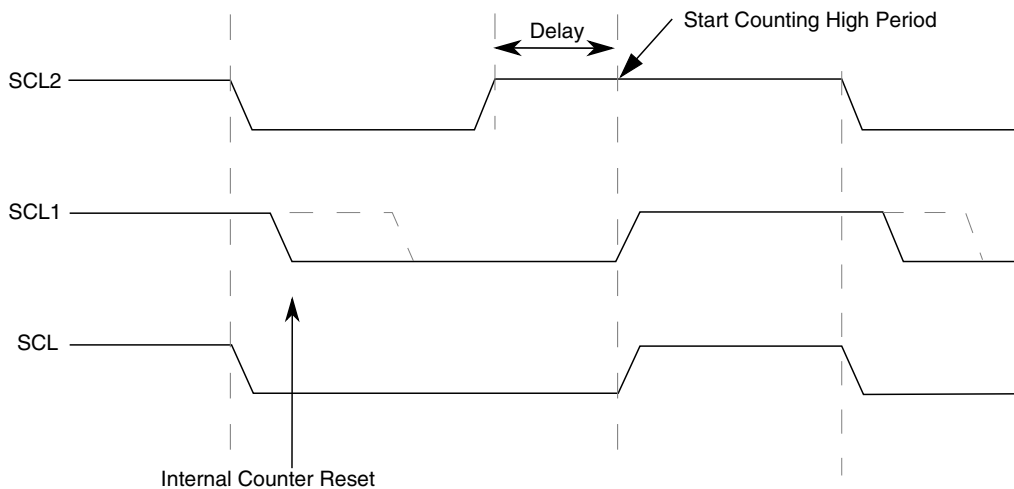 Start Counting High Period
Delay
SCL2
SCL1
SCL
Internal Counter Reset